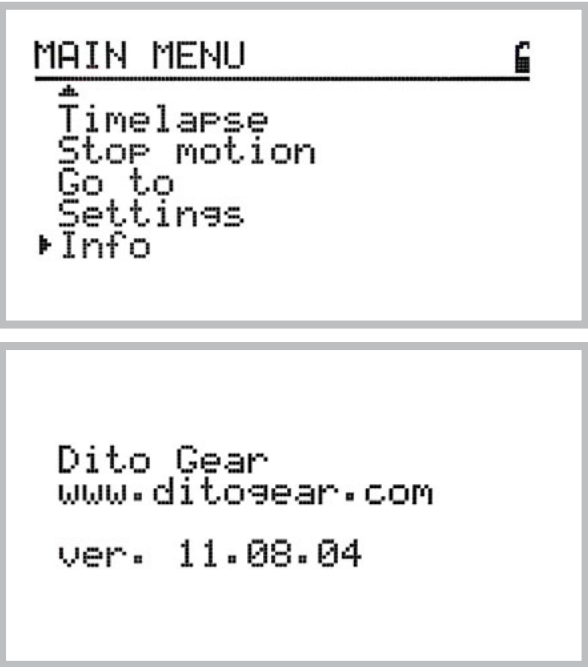 MAIN MENU
Timelapse
Stop motion
Go to
Settings
Info
Dito Gear
www.ditogear.com
ver. 11.08.04